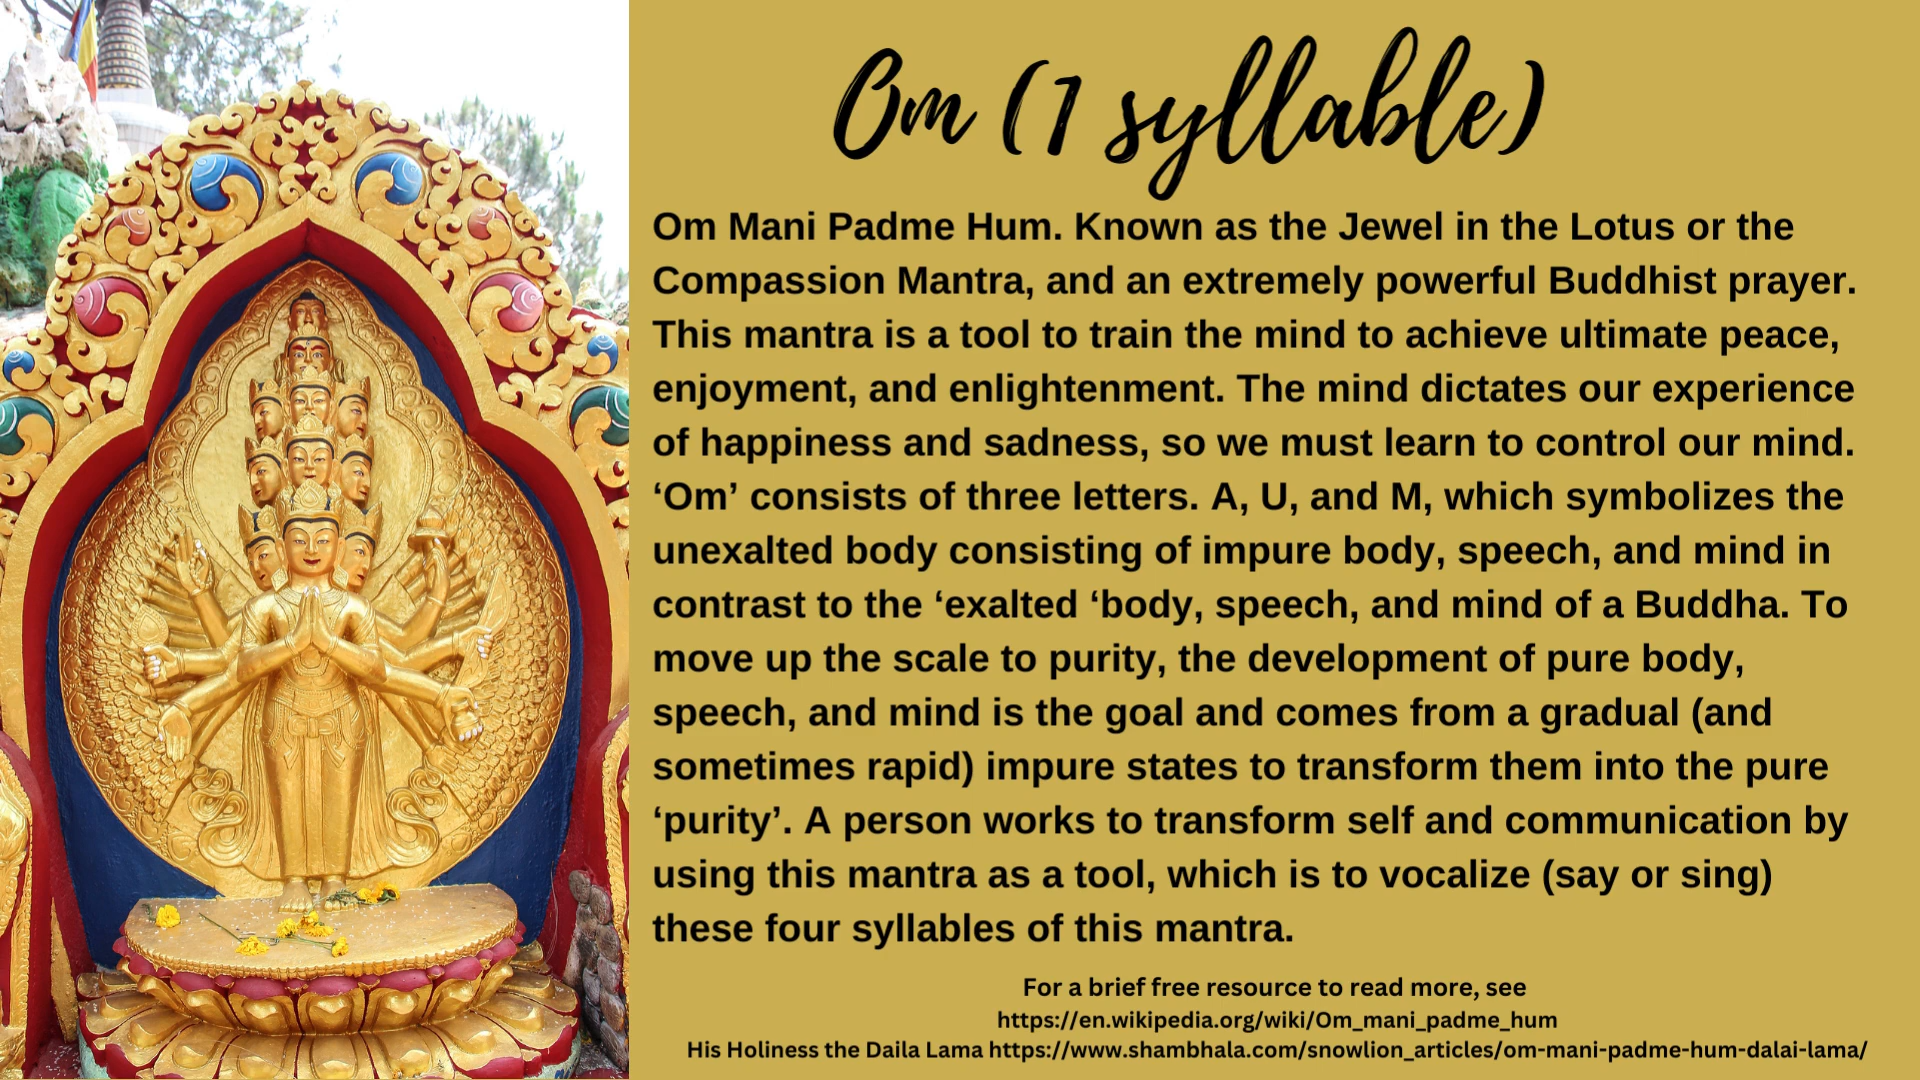 Om (1 syllable)
Om Mani Padme Hum. Known as the Jewel in the Lotus or the
Compassion Mantra, and an extremely powerful Buddhist prayer.
This mantra is a tool to train the mind to achieve ultimate peace,
enjoyment, and enlightenment. The mind dictates our experience
of happiness and sadness, so we must learn to control our mind.
‘Om’ consists of three letters. A, U, and M, which symbolizes the
unexalted body consisting of impure body, speech, and mind in
contrast to the ‘exalted ‘body, speech, and mind of a Buddha. To
move up the scale to purity, the development of pure body,
speech, and mind is the goal and comes from a gradual (and
sometimes rapid) impure states to transform them into the pure
‘purity’. A person works to transform self and communication by
using this mantra as a tool, which is to vocalize (say or sing)
these four syllables of this mantra.
For a brief free resource to read more, see
https://en.wikipedia.org/wiki/Om_mani_padme_hum
His Holiness the Daila Lama https://www.shambhala.com/snowlion_articles/om-mani-padme-hum-dalai-lama/